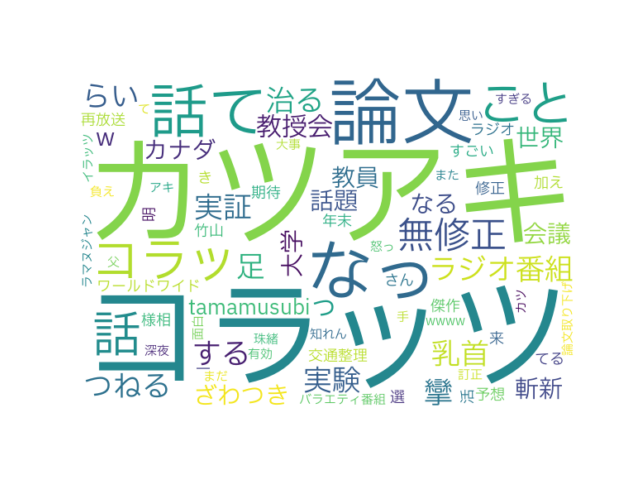 らい
話て
論文
こと
治る
すぎる
再放送
教授会
思い
ラジオ
世界
w
カナダ
大事
すごい
て
イラッツ
カツアキ
教員
また
負え
アキ
き
期待
話題
なる
修正
加え
明
実証
竹山
年末
無修正
会議
ラマヌジャン
コラッツ
足
大学
怒っ
なっ
ラジオ番組
父
ワールドワイド
さん
tamamusubi
っ
傑作
カツ
論文取り下げ
話
コラッツ
様相
面白
珠緒
知れん
手
wwww
来
深夜
する
有効
交通整理
乳首
てる
つねる
まだ
実験
訂正
ざわつき
バラエティ番組
選
攣
活
予想
斬新